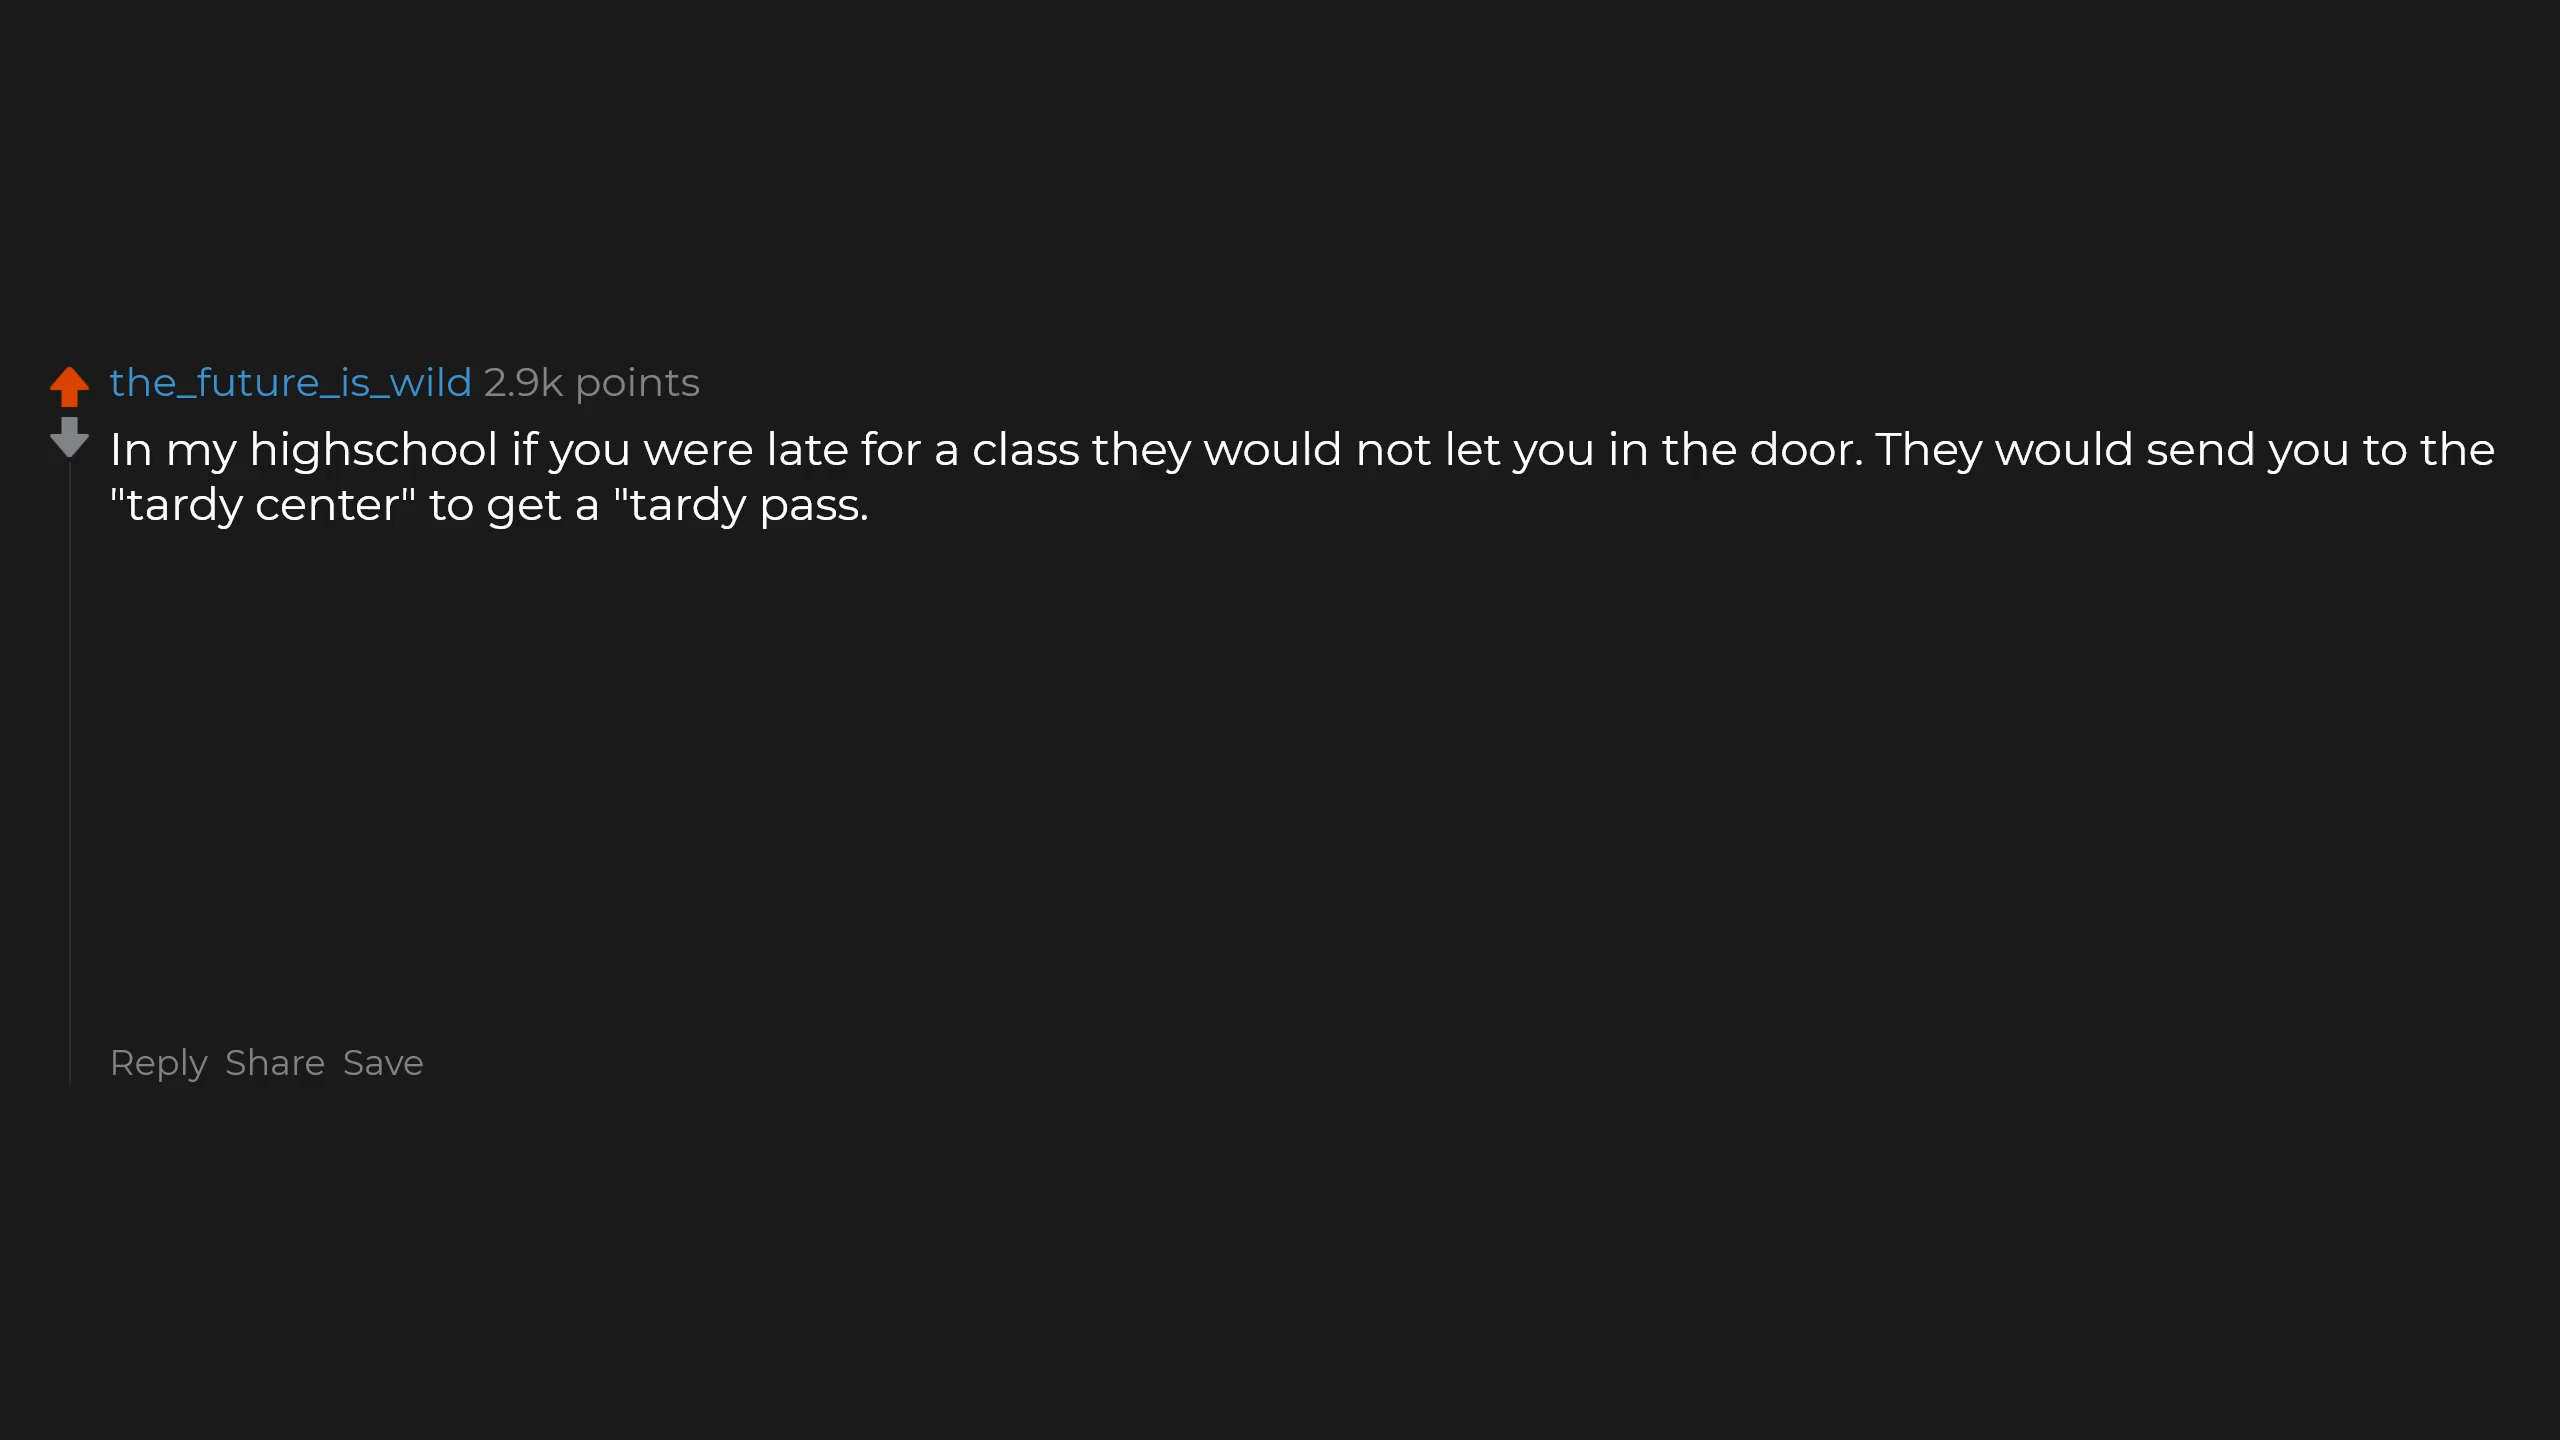 the_future_is_wild 2.9k points
In my highschool if you were late for a class they would not let you in the door. They would send you to the
"tardy center" to get a "tardy pass.
Reply Share Save